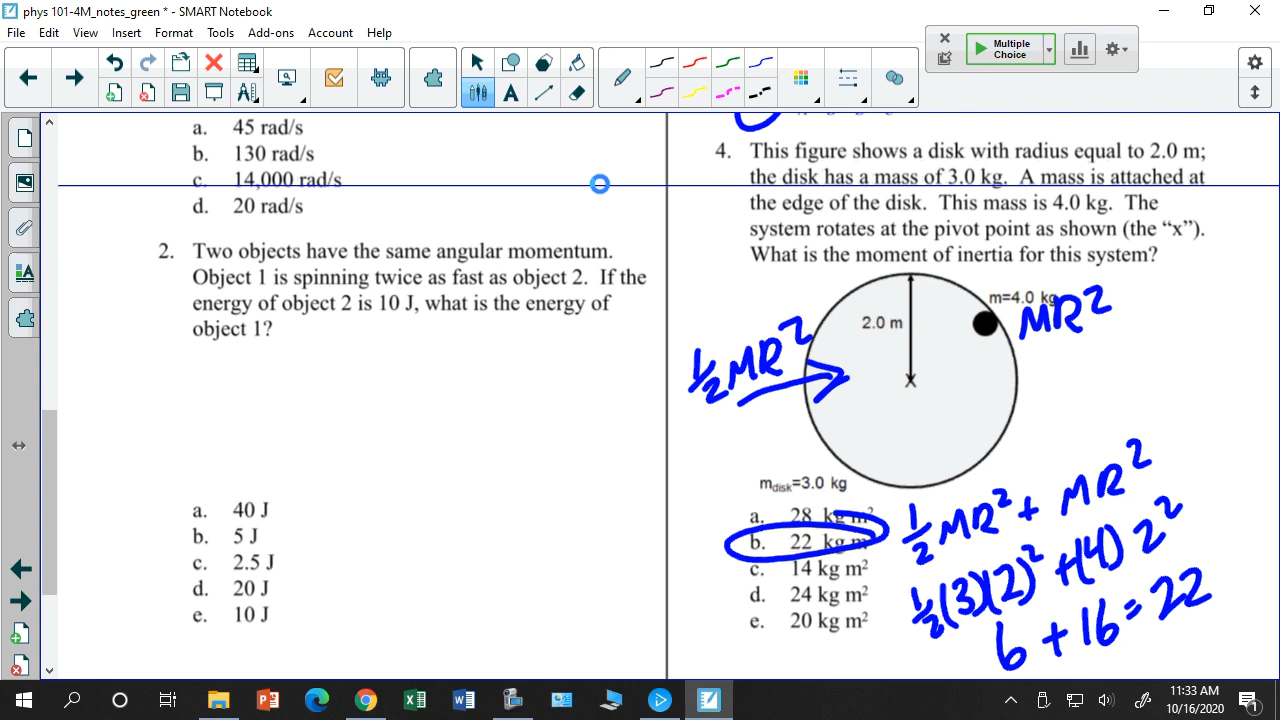 phys 101-4M_notes_green * - SMART Notebook
File Edit View Insert Format Tools Add-ons Account Help
Multiple
Choice
a. 45 rad/s
b. 130 rad/s
c. 14,000 rad/s
d. 20 rad/s
2. Two objects have the same angular momentum.
Object 1 is spinning twice as fast as object 2. If the
energy of object 2 is 10 J, what is the energy of
object 1?
a. 40 J
b. 5 J
c. 2.5 J
d. 20 J
e. 10 J
4. This figure shows a disk with radius equal to 2.0 m;
the disk has a mass of 3.0 kg. A mass is attached at
the edge of the disk. This mass is 4.0 kg. The
system rotates at the pivot point as shown (the “x”).
What is the moment of inertia for this system?
m=4.0 kg
2.0 m
MR²
½MR²
x
m_disk=3.0 kg
a. 28 kg m²
b. 22 kg m
c. 14 kg m²
d. 24 kg m²
e. 20 kg m²
½MR² + MR²
½(3)(2)² + (4) 2²
6 + 16 = 22
11:33 AM
10/16/2020
1